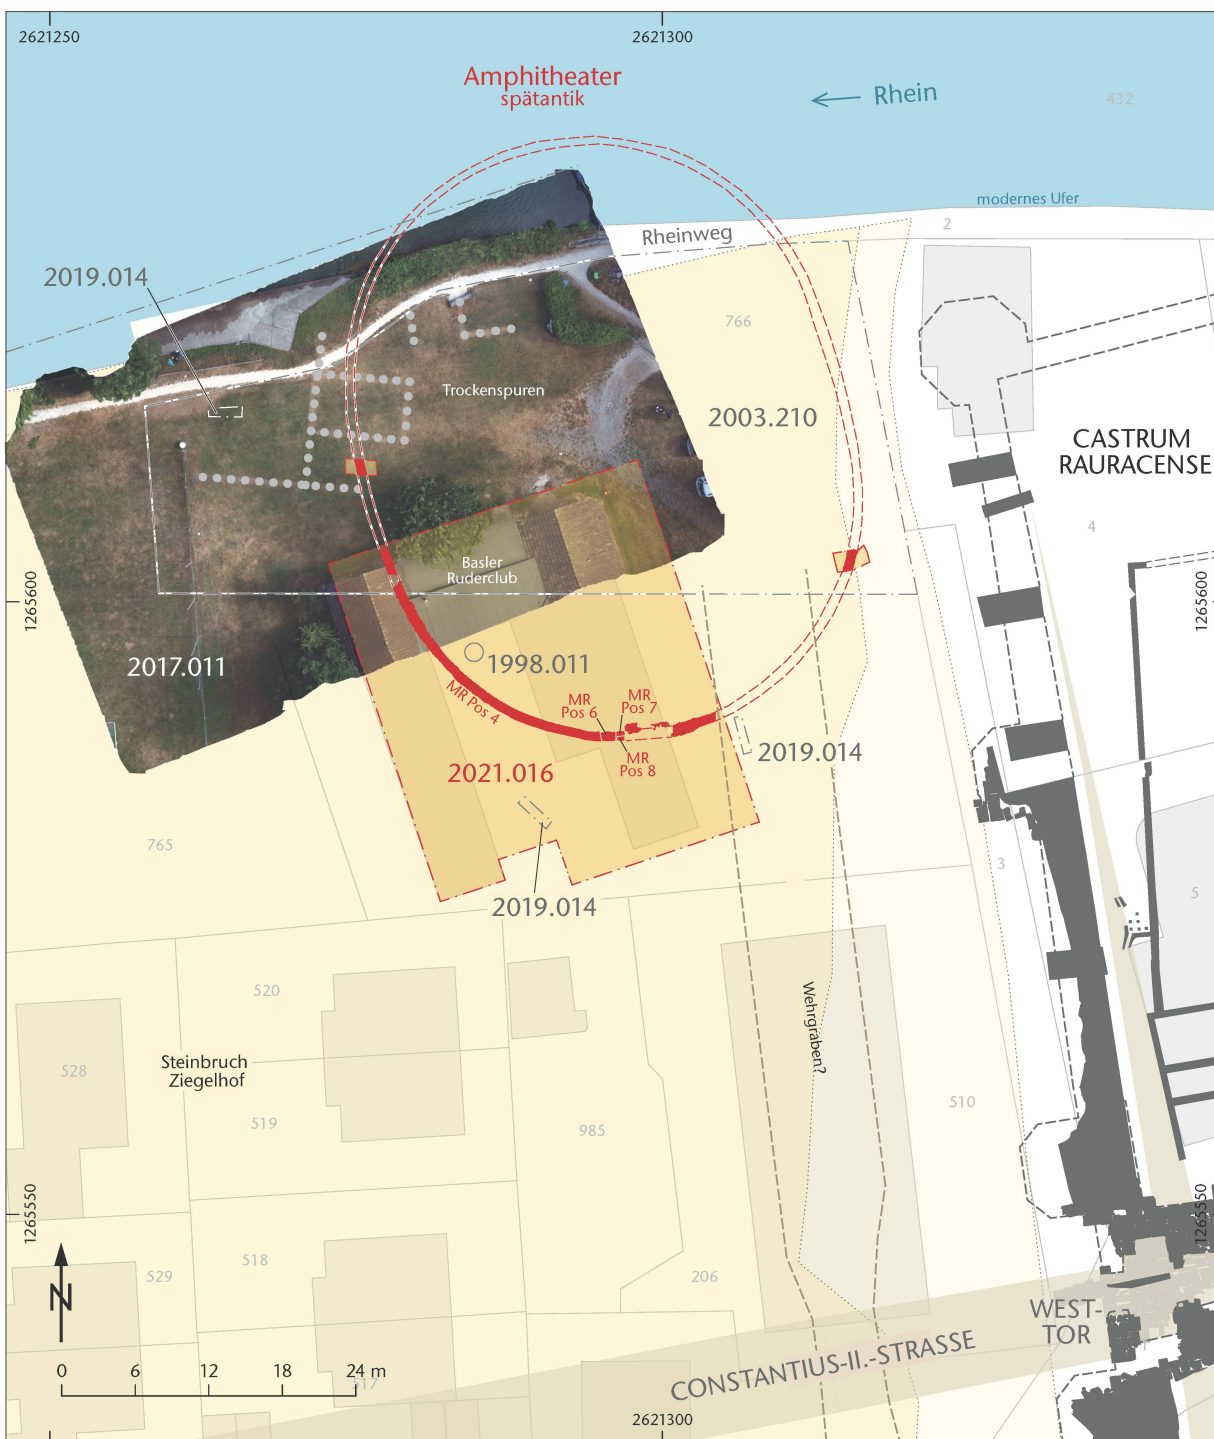 2621250
2621300
Amphitheater
spätantik
Rhein
432
modernes Ufer
2
Rheinweg
2019.014
766
Trockenspuren
2003.210
CASTRUM
RAURACENSE
4
Basler
Ruderclub
1265600
1265600
2017.011
1998.011
MR Pos 4
MR
Pos 6
MR
Pos 7
MR
Pos 8
2019.014
2021.016
765
3
5
2019.014
520
Wehrgraben?
Steinbruch
Ziegelhof
528
519
985
510
1265550
1265550
518
529
206
N
WEST-
TOR
CONSTANTIUS-II.-STRASSE
0 6 12 18 24 m
517
2621300